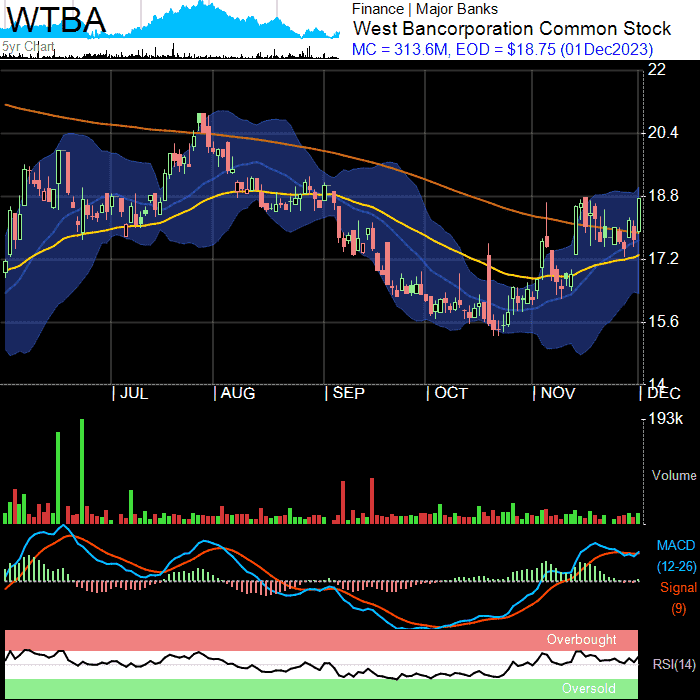 WTBA
5yr Chart
Finance | Major Banks
West Bancorporation Common Stock
MC = 313.6M, EOD = $18.75 (01Dec2023)
22
20.4
18.8
17.2
15.6
14
JUL AUG SEP OCT NOV DEC
193k
Volume
MACD
(12-26)
Signal
(9)
Overbought
RSI(14)
Oversold